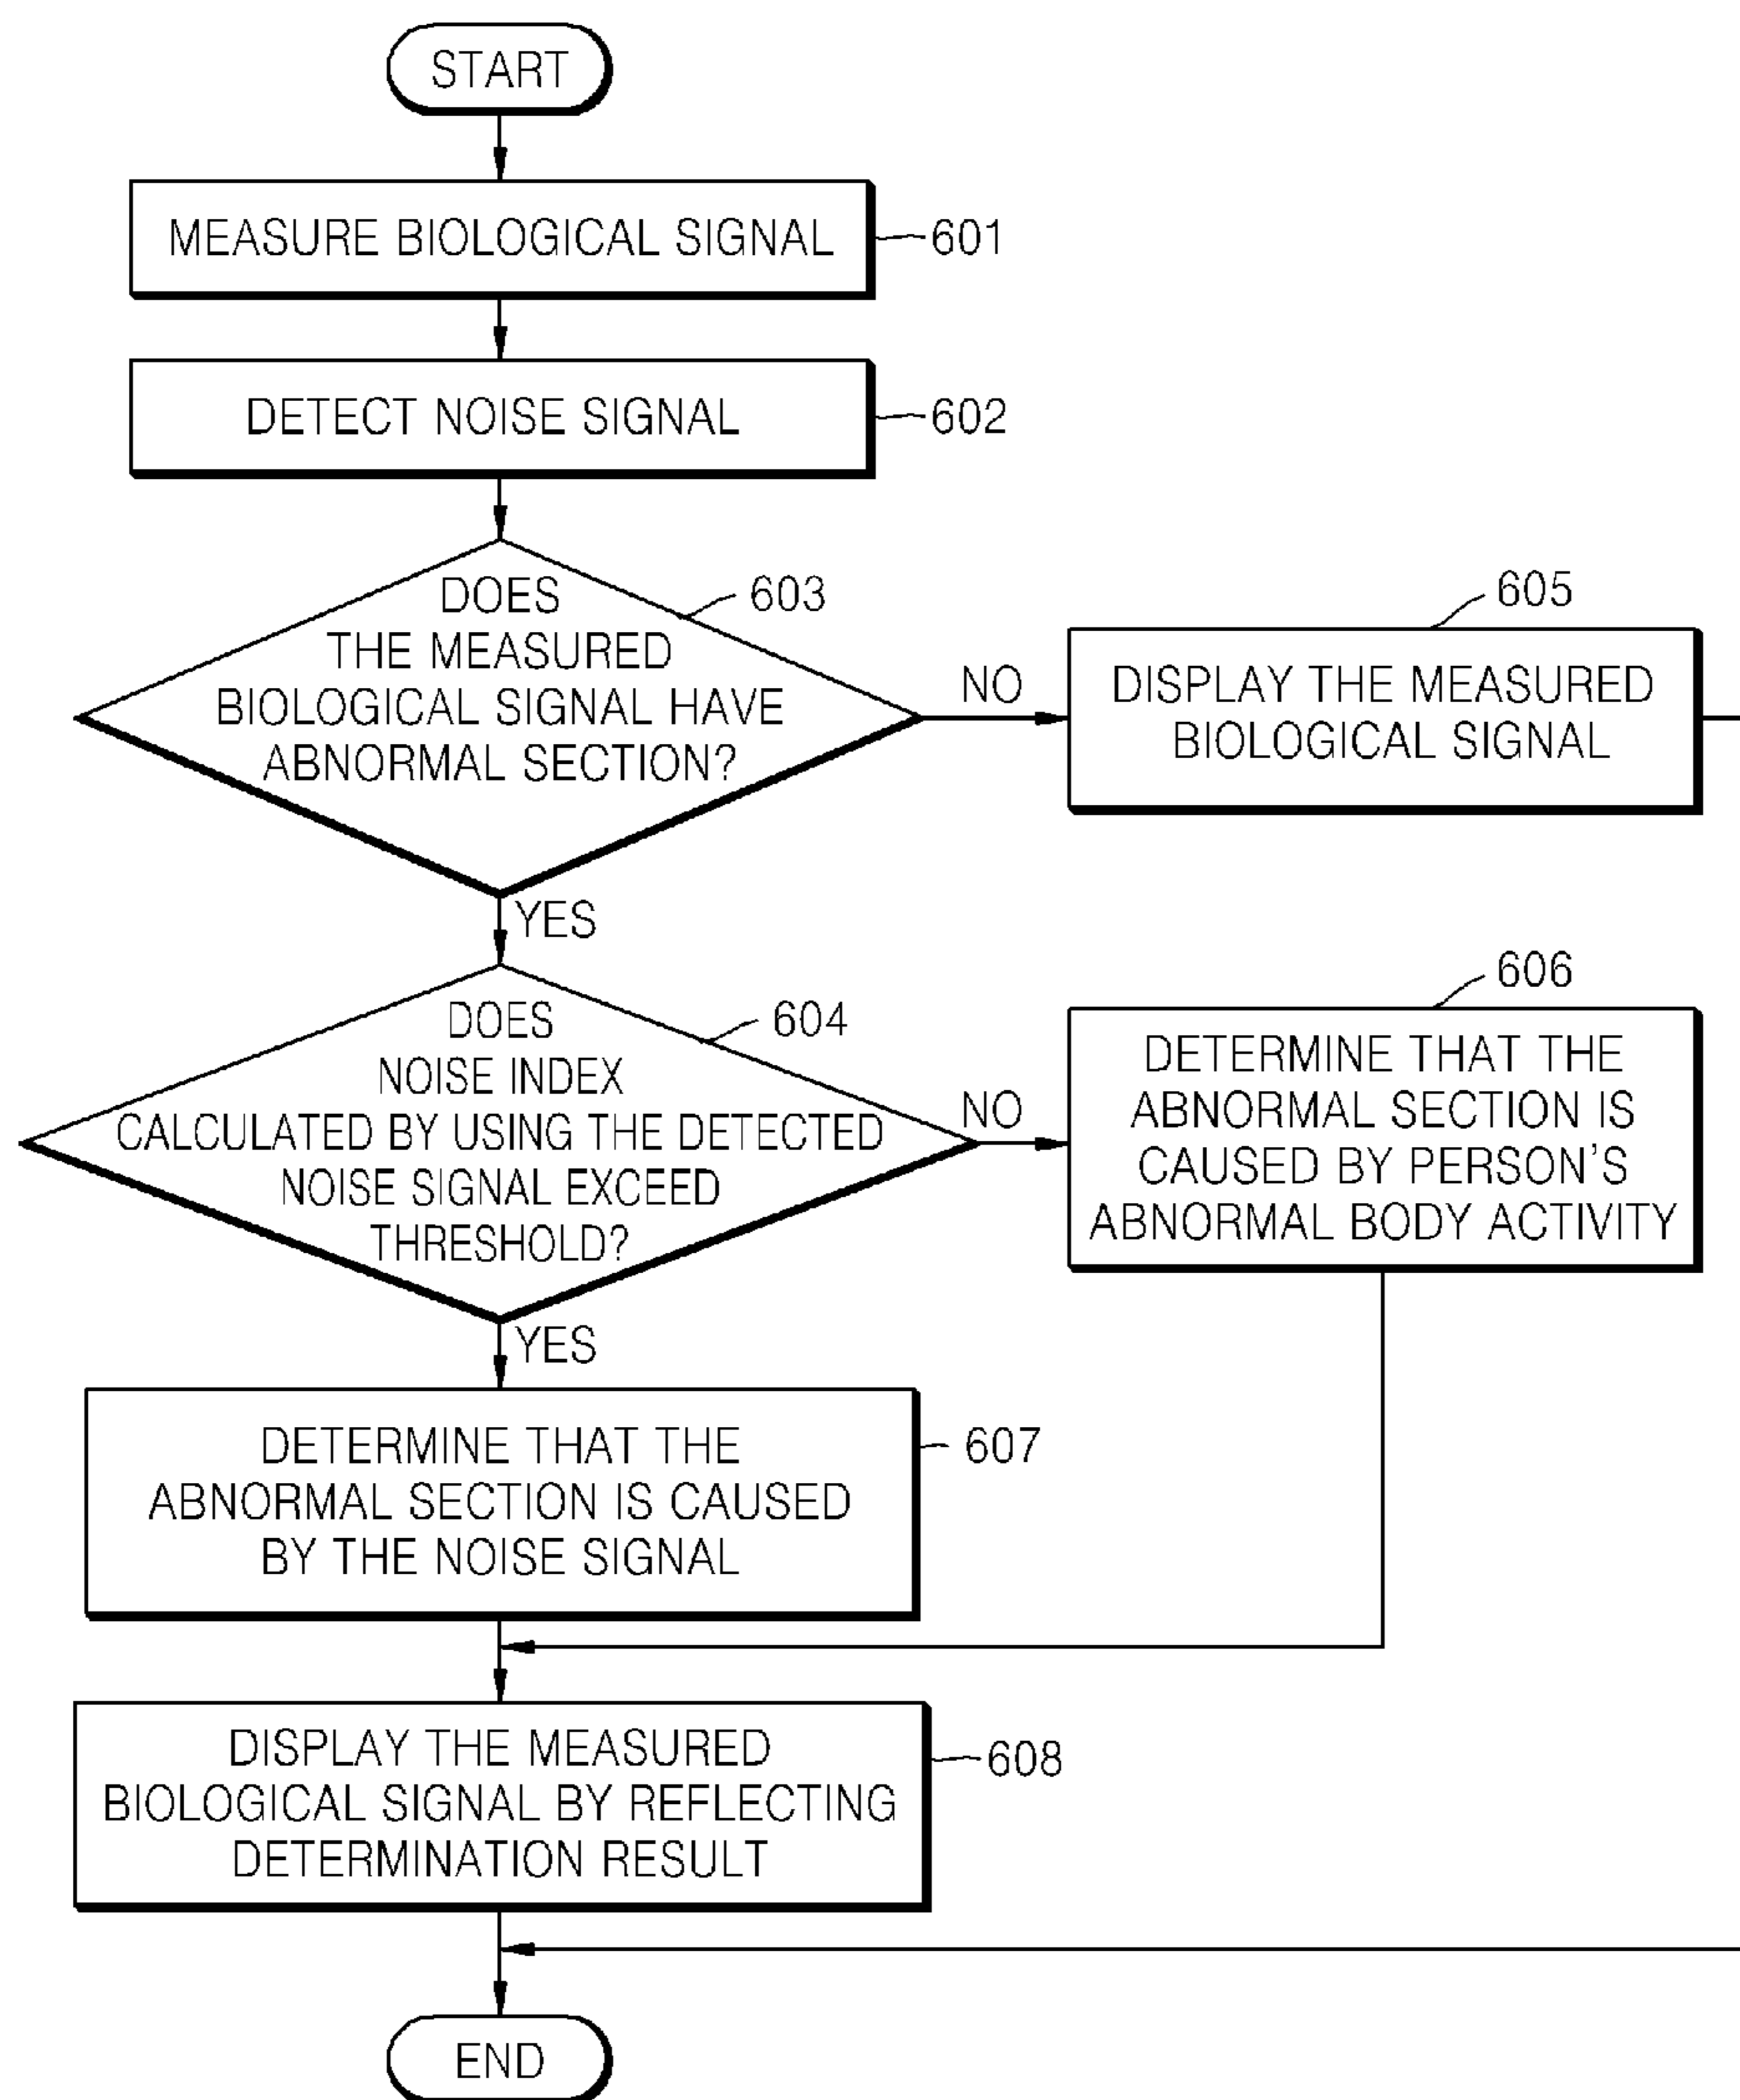 START
MEASURE BIOLOGICAL SIGNAL
601
DETECT NOISE SIGNAL
602
DOES
THE MEASURED
BIOLOGICAL SIGNAL HAVE
ABNORMAL SECTION?
603
NO
605
DISPLAY THE MEASURED
BIOLOGICAL SIGNAL
YES
DOES
NOISE INDEX
CALCULATED BY USING THE DETECTED
NOISE SIGNAL EXCEED
THRESHOLD?
604
NO
606
DETERMINE THAT THE
ABNORMAL SECTION IS
CAUSED BY PERSON'S
ABNORMAL BODY ACTIVITY
YES
DETERMINE THAT THE
ABNORMAL SECTION IS CAUSED
BY THE NOISE SIGNAL
607
DISPLAY THE MEASURED
BIOLOGICAL SIGNAL BY REFLECTING
DETERMINATION RESULT
608
END